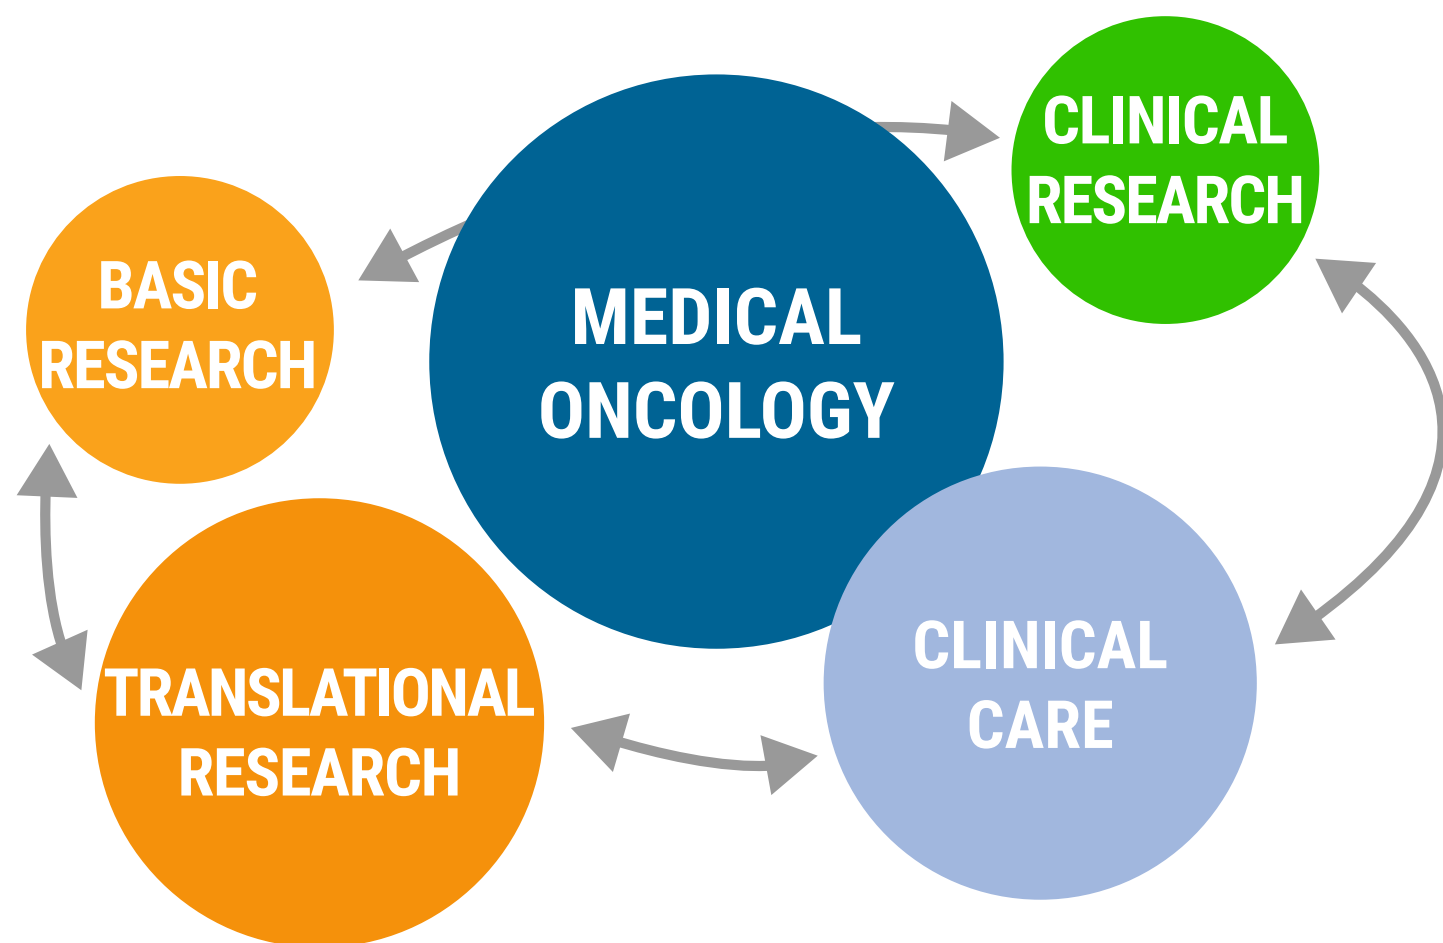 CLINICAL
RESEARCH
BASIC
RESEARCH
MEDICAL
ONCOLOGY
TRANSLATIONAL
RESEARCH
CLINICAL
CARE